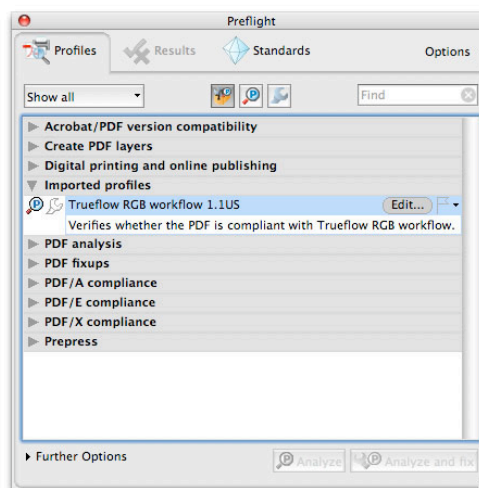 Preflight
Profiles
Results
Standards
Options
Show all
Find
Acrobat/PDF version compatibility
Create PDF layers
Digital printing and online publishing
Imported profiles
Trueflow RGB workflow 1.1US
Edit...
Verifies whether the PDF is compliant with Trueflow RGB workflow.
PDF analysis
PDF fixups
PDF/A compliance
PDF/E compliance
PDF/X compliance
Prepress
Further Options
Analyze
Analyze and fix